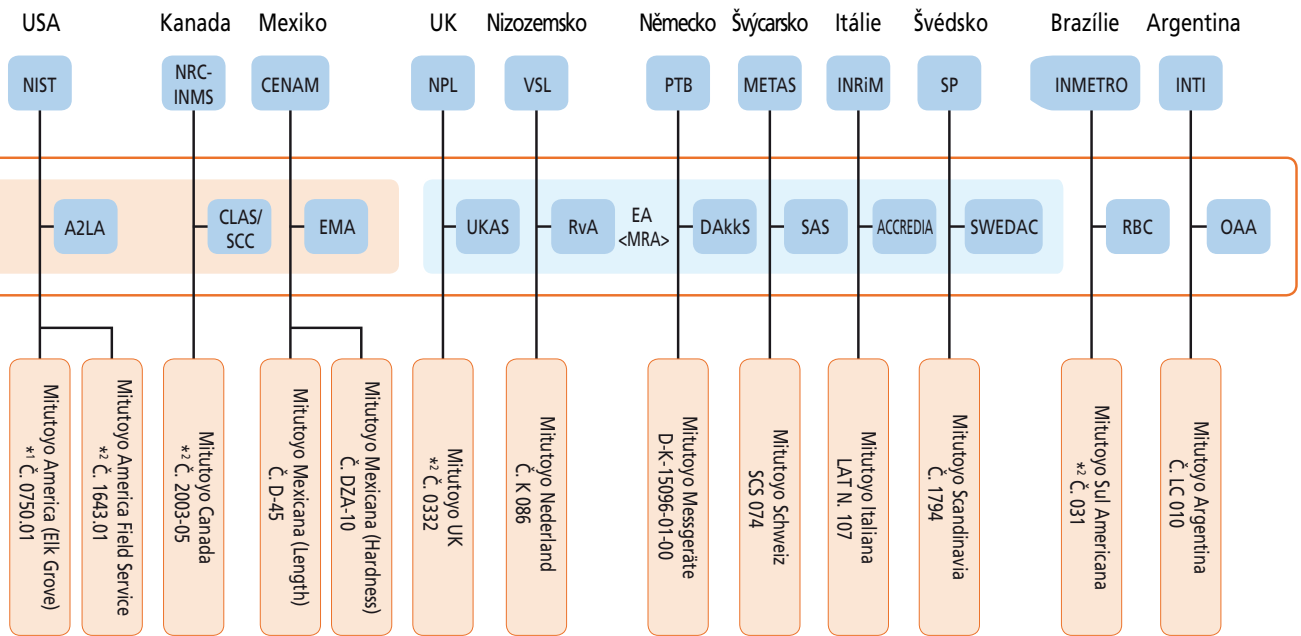 USA
Kanada
Mexiko
UK
Nizozemsko
Německo
Švýcarsko
Itálie
Švédsko
Brazílie
Argentina
NIST
NRC-
INMS
CENAM
NPL
VSL
PTB
METAS
INRiM
SP
INMETRO
INTI
A2LA
CLAS/
SCC
EMA
UKAS
RvA
EA
<MRA>
DAkkS
SAS
ACCREDIA
SWEDAC
RBC
OAA
Mitutoyo America (Elk Grove)
*1 Č. 0750.01
Mitutoyo America Field Service
*2 Č. 1643.01
Mitutoyo Canada
*2 Č. 2003-05
Mitutoyo Mexicana (Length)
Č. D-45
Mitutoyo Mexicana (Hardness)
Č. DZA-10
Mitutoyo UK
*2 Č. 0332
Mitutoyo Nederland
Č. K 086
Mitutoyo Messgeräte
D-K-15096-01-00
Mitutoyo Schweiz
SCS 074
Mitutoyo Italiana
LAT N. 107
Mitutoyo Scandinavia
Č. 1794
Mitutoyo Sul Americana
*2 Č. 031
Mitutoyo Argentina
Č. LC 010